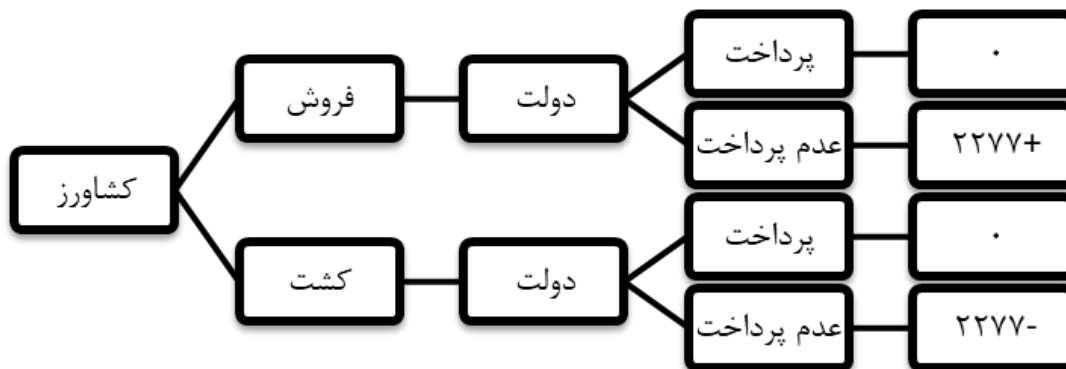 کشاورز
فروش
دولت
پرداخت
۰
عدم پرداخت
۲۲۷۷+
کشت
دولت
پرداخت
۰
عدم پرداخت
۲۲۷۷-